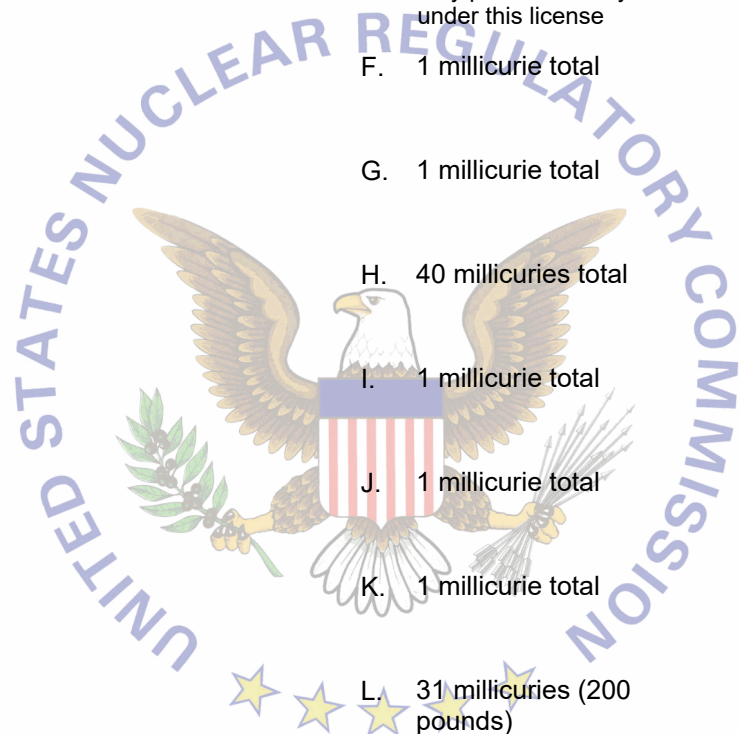 under this license
F. 1 millicurie total
G. 1 millicurie total
H. 40 millicuries total
I. 1 millicurie total
J. 1 millicurie total
K. 1 millicurie total
L. 31 millicuries (200
pounds)
UNITED STATES NUCLEAR REGULATORY COMMISSION